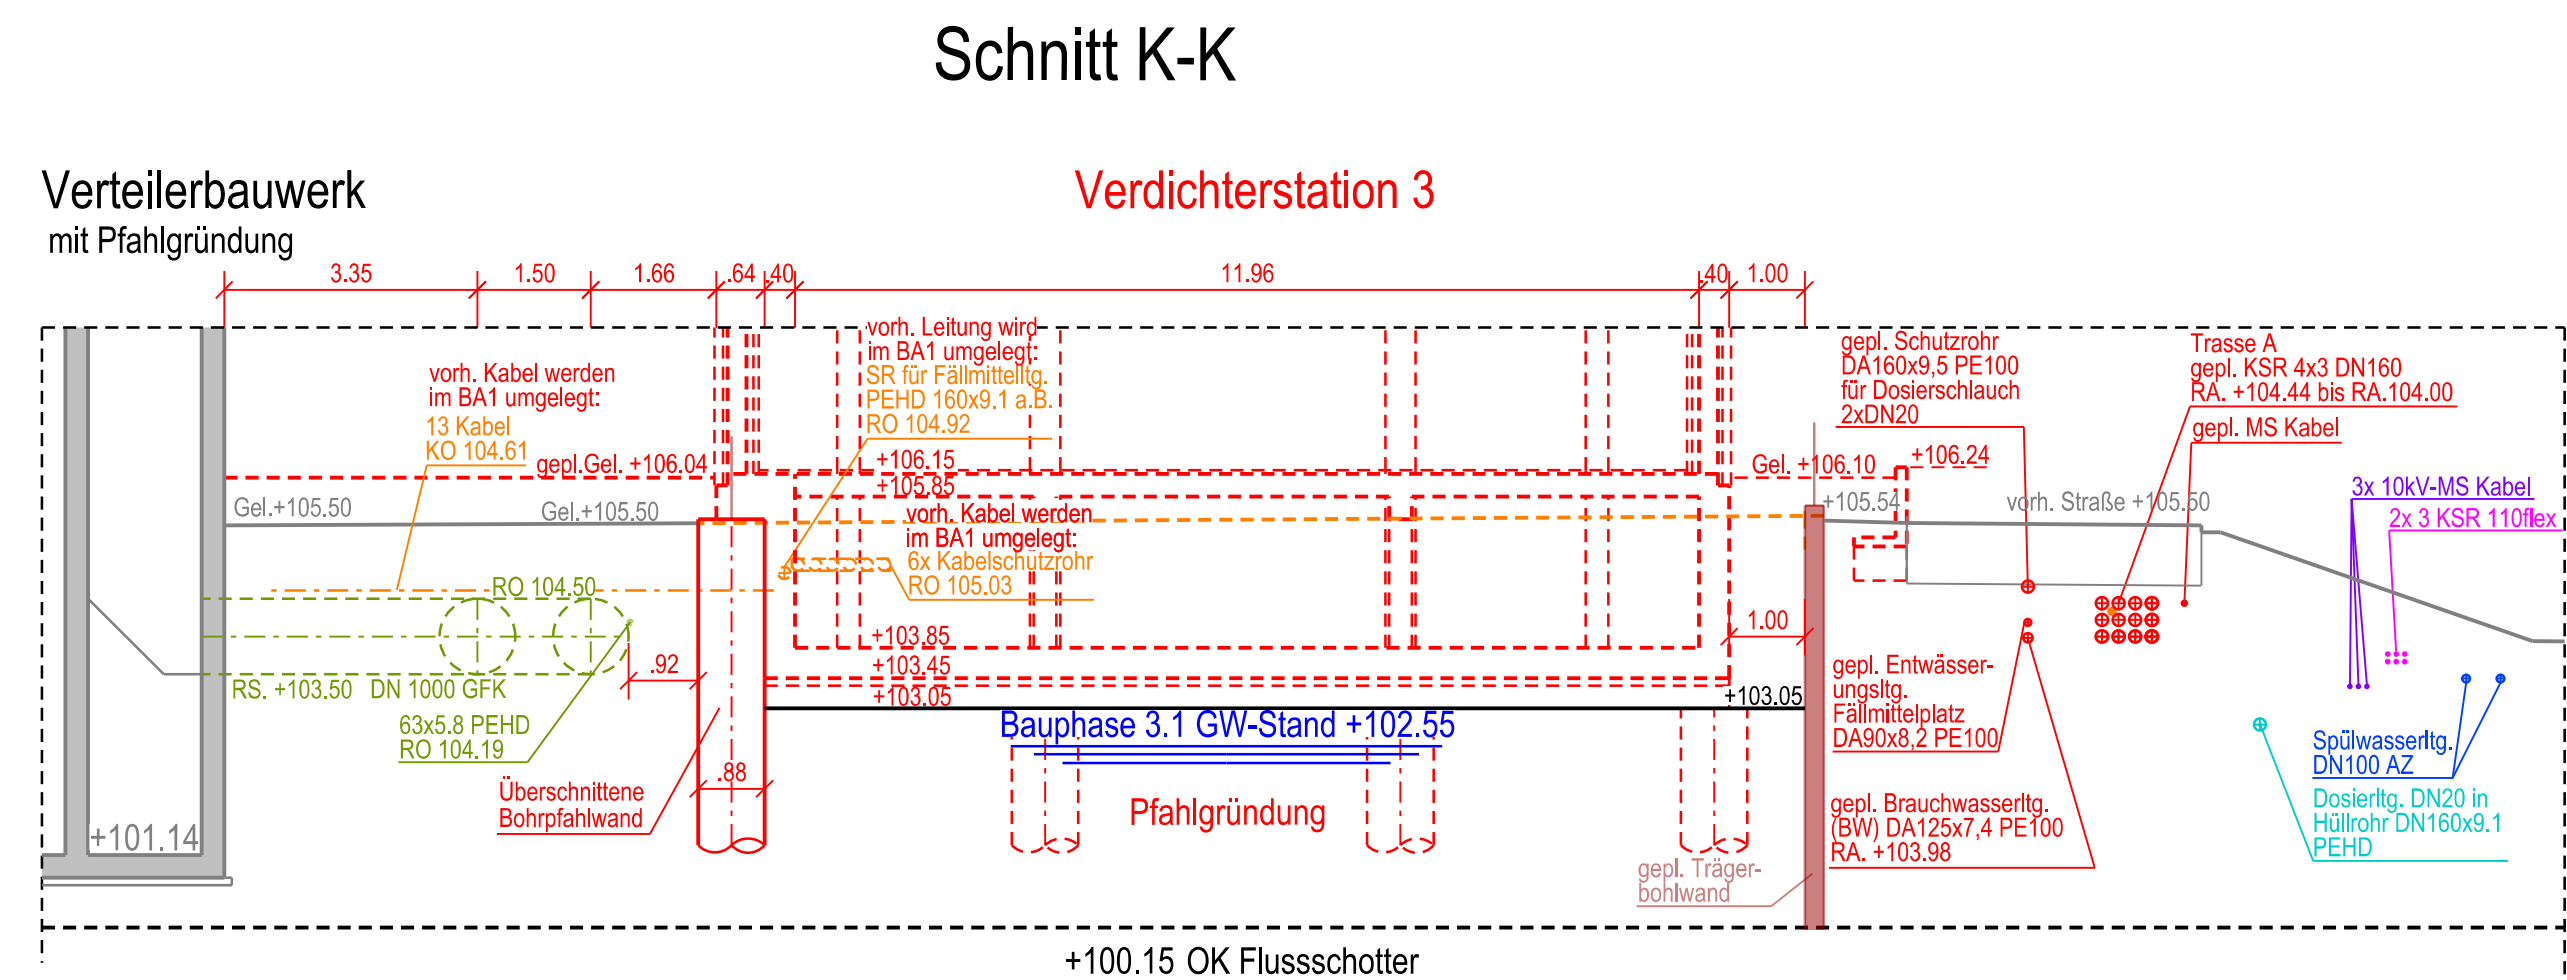 Schnitt K-K
Verteilerbauwerk
mit Pfahlgründung
Verdichterstation 3
3.35
1.50
1.66
.64
.40
11.96
.40
1.00
vorh. Kabel werden
im BA1 umgelegt:
13 Kabel
KO 104.61
vorh. Leitung wird
im BA1 umgelegt:
SR für Fällmittelltg.
PEHD 160x9.1 a.B.
RO 104.92
gepl. Schutzrohr
DA160x9,5 PE100
für Dosierschlauch
2xDN20
Trasse A
gepl. KSR 4x3 DN160
RA. +104.44 bis RA.104.00
gepl. MS Kabel
gepl.Gel. +106.04
+106.15
+105.85
Gel. +106.10
+106.24
Gel.+105.50
Gel.+105.50
+105.54
vorh. Straße +105.50
3x 10kV-MS Kabel
2x 3 KSR 110flex
vorh. Kabel werden
im BA1 umgelegt:
6x Kabelschutzrohr
RO 105.03
RO 104.50
RS. +103.50 DN 1000 GFK
63x5.8 PEHD
RO 104.19
.92
1.00
+103.85
+103.45
+103.05
+103.05
Bauphase 3.1 GW-Stand +102.55
gepl. Entwässer-
ungsltg.
Fällmittelplatz
DA90x8,2 PE100
Spülwasserltg.
DN100 AZ
.88
Überschnittene
Bohrpfahlwand
Pfahlgründung
gepl. Brauchwasserltg.
(BW) DA125x7,4 PE100
RA. +103.98
Dosierltg. DN20 in
Hüllrohr DN160x9.1
PEHD
+101.14
gepl. Träger-
bohlwand
+100.15 OK Flussschotter